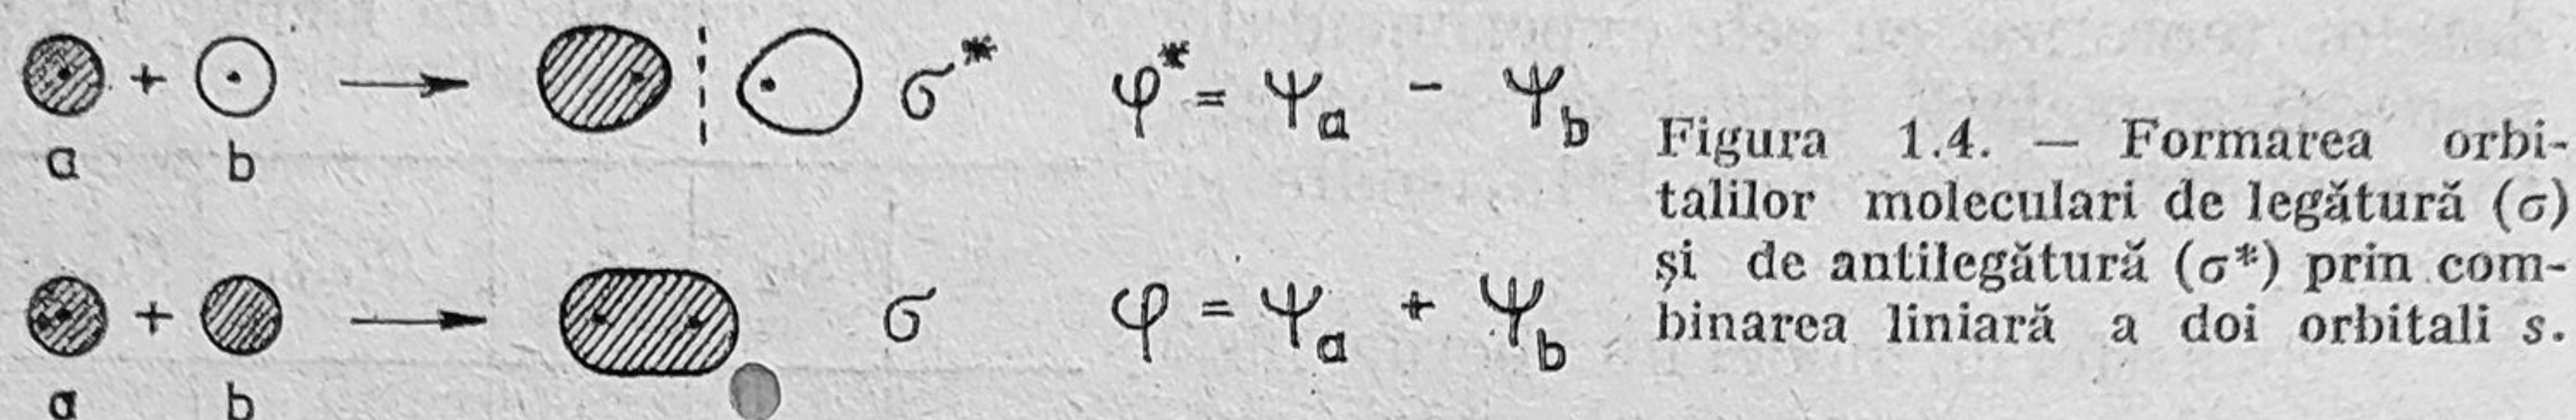 a + b → σ* φ* = Ψa - Ψb
a + b → σ φ = Ψa + Ψb
Figura 1.4. — Formarea orbi-
talilor moleculari de legătură (σ)
și de antilegătură (σ*) prin com-
binarea liniară a doi orbitali s.